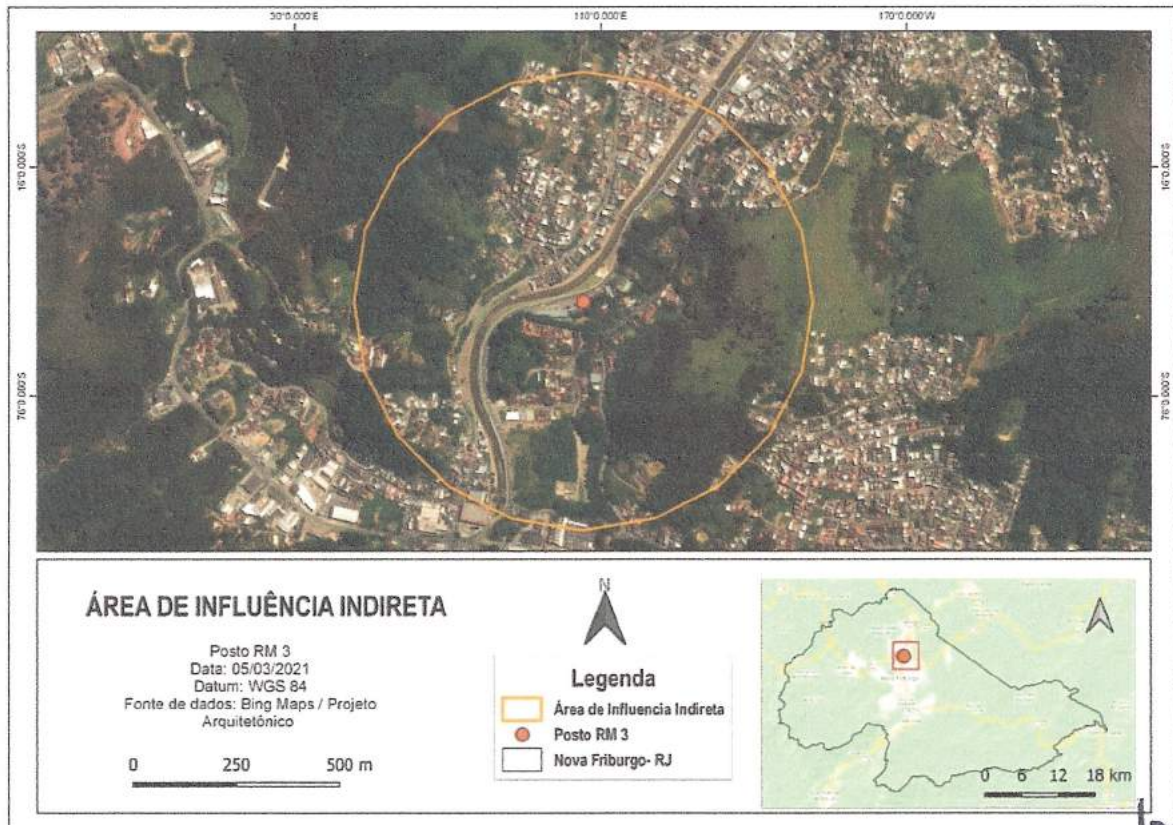 110°0.000'E
170°0.000'W
16°0.000'S
16°0.000'S
76°0.000'S
76°0.000'S
ÁREA DE INFLUÊNCIA INDIRETA
Posto RM 3
Data: 05/03/2021
Datum: WGS 84
Fonte de dados: Bing Maps / Projeto
Arquitetônico
0 250 500 m
N
Legenda
Área de Influencia Indireta
Posto RM 3
Nova Friburgo- RJ
Nova Friburgo
0 6 12 18 km